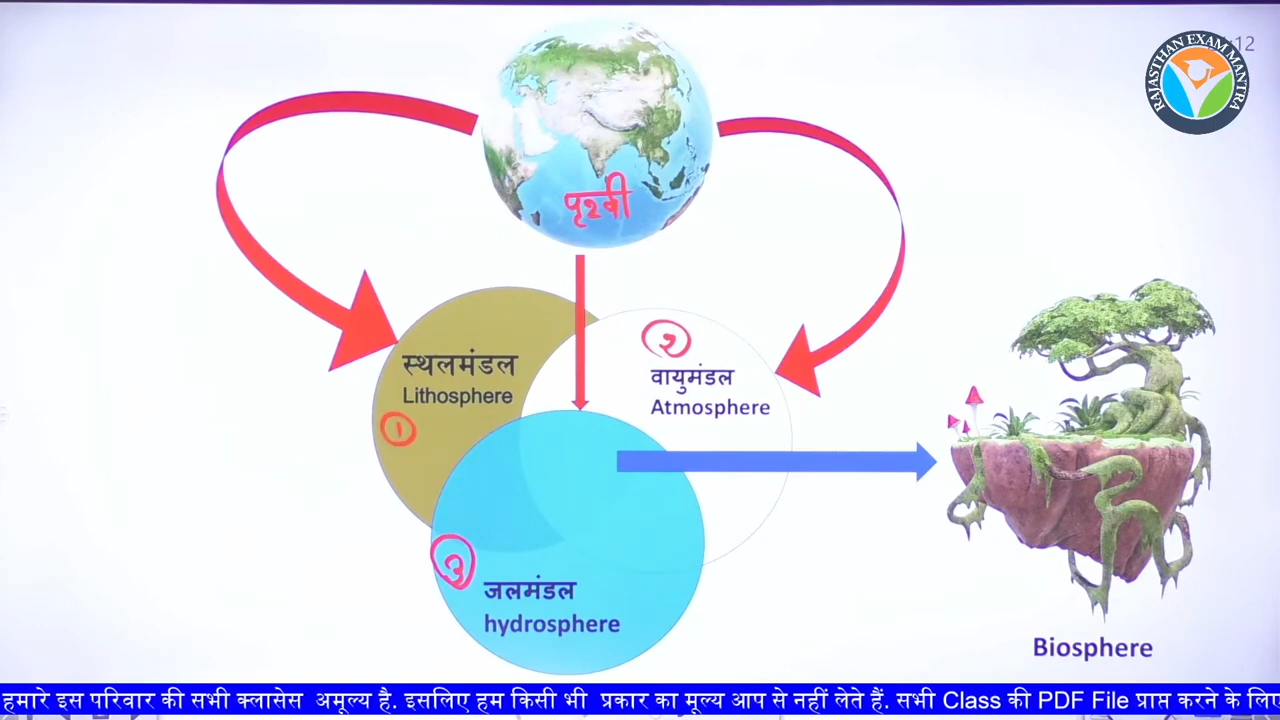 RAJASTHAN EXAM MANTRA
12
पृथ्वी
स्थलमंडल
Lithosphere
१
२
वायुमंडल
Atmosphere
३
जलमंडल
hydrosphere
Biosphere
हमारे इस परिवार की सभी क्लासेस अमूल्य है. इसलिए हम किसी भी प्रकार का मूल्य आप से नहीं लेते हैं. सभी Class की PDF File प्राप्त करने के लिए